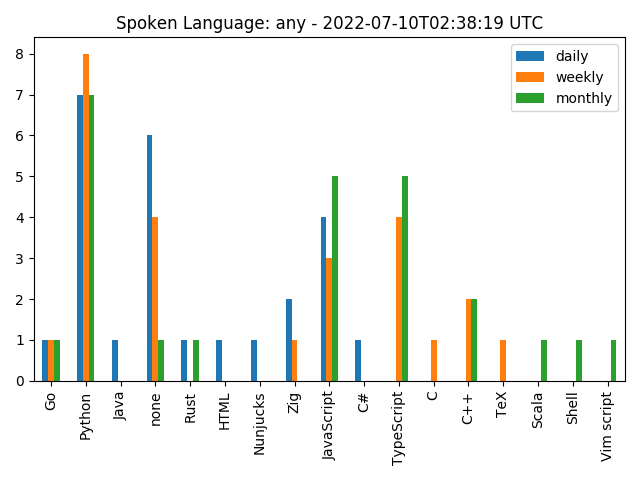 Spoken Language: any - 2022-07-10T02:38:19 UTC
daily
weekly
monthly
8
7
6
5
4
3
2
1
0
Go
Python
Java
none
Rust
HTML
Nunjucks
Zig
JavaScript
C#
TypeScript
C
C++
TeX
Scala
Shell
Vim script